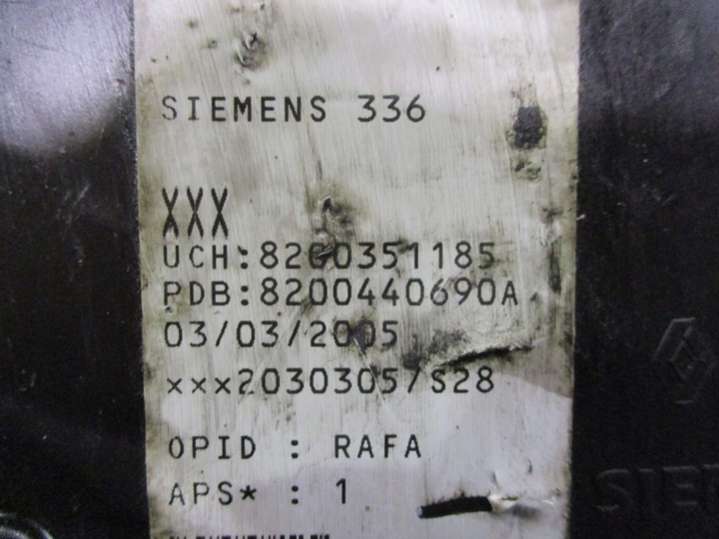 SIEMENS 336
XXX
UCH:8200351185
PDB:8200440690A
03/03/2005
xxx2030305/S28
OPID : RAFA
APS* : 1